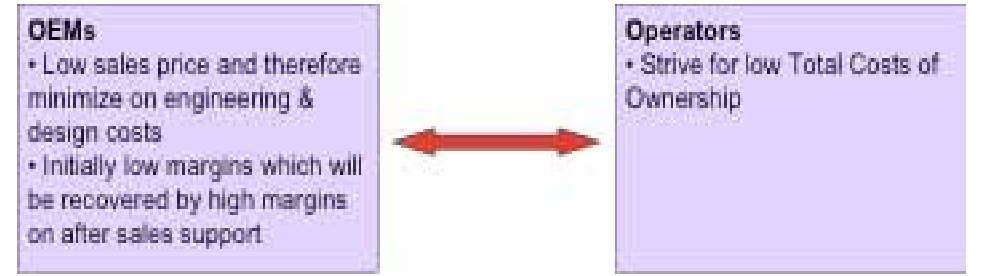 OEMs
• Low sales price and therefore
minimize on engineering &
design costs
• Initially low margins which will
be recovered by high margins
on after sales support
Operators
• Strive for low Total Costs of
Ownership